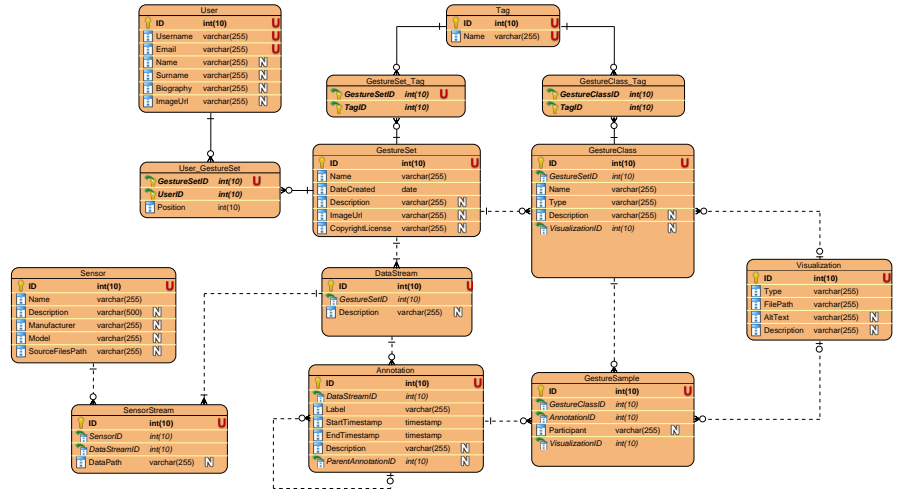 User
ID int(10) U
Username varchar(255) U
Email varchar(255) U
Name varchar(255) N
Surname varchar(255) N
Biography varchar(255) N
ImageUrl varchar(255) N
Tag
ID int(10) U
Name varchar(255) U
GestureSet_Tag
GestureSetID int(10) U
TagID int(10)
GestureClass_Tag
GestureClassID int(10)
TagID int(10)
User_GestureSet
GestureSetID int(10) U
UserID int(10)
Position int(10)
GestureSet
ID int(10) U
Name varchar(255)
DateCreated date
Description varchar(255) N
ImageUrl varchar(255) N
CopyrightLicense varchar(255) N
GestureClass
ID int(10) U
GestureSetID int(10)
Name varchar(255)
Type varchar(255)
Description varchar(255) N
VisualizationID int(10) N
Sensor
ID int(10) U
Name varchar(255)
Description varchar(500) N
Manufacturer varchar(255) N
Model varchar(255) N
SourceFilesPath varchar(255) N
DataStream
ID int(10) U
GestureSetID int(10)
Description varchar(255) N
Visualization
ID int(10) U
Type varchar(255)
FilePath varchar(255)
AltText varchar(255) N
Description varchar(255) N
SensorStream
ID int(10) U
SensorID int(10)
DataStreamID int(10)
DataPath varchar(255) N
Annotation
ID int(10) U
DataStreamID int(10)
Label varchar(255)
StartTimestamp timestamp
EndTimestamp timestamp
Description varchar(255) N
ParentAnnotationID int(10) N
GestureSample
ID int(10) U
GestureClassID int(10)
AnnotationID int(10)
Participant varchar(255) N
VisualizationID int(10)